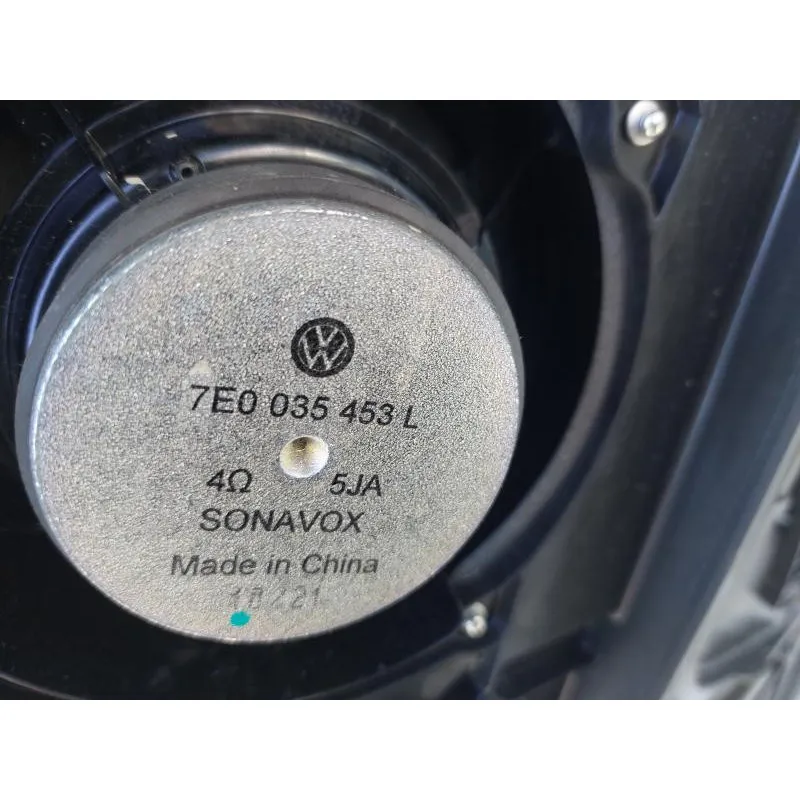 7E0 035 453 L
4Ω 5JA
SONAVOX
Made in China